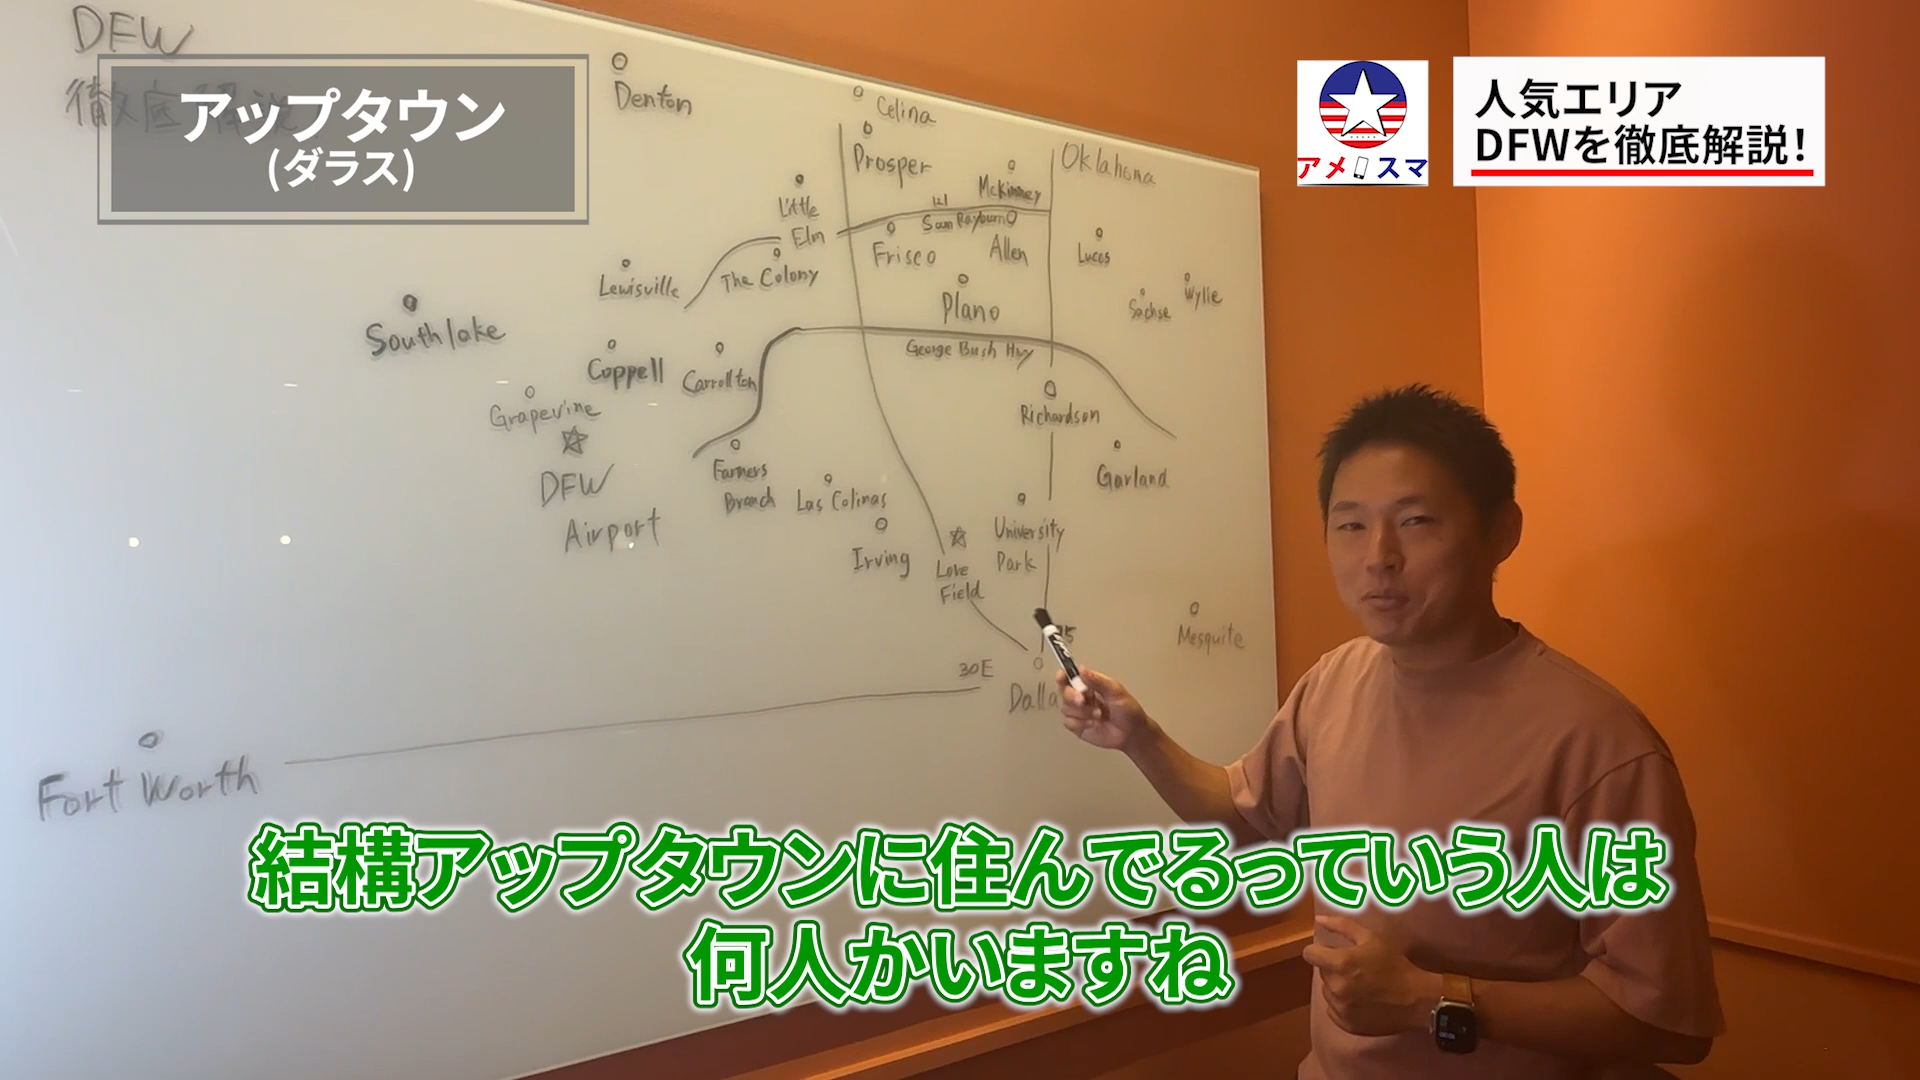 DFW
徹底解説
アップタウン
(ダラス)
アメスマ
人気エリア
DFWを徹底解説!
Denton
Celina
Prosper
Oklahoma
McKinney
Little
Elm
121
Sam Rayburn
Frisco
Allen
Lucas
Lewisville
The Colony
Plano
Sachse
Wylie
Southlake
George Bush Hwy
Coppell
Carrollton
Grapevine
Richardson
DFW
Airport
Farmers
Branch
Las Colinas
Garland
Irving
Love
Field
University
Park
Mesquite
30E
Dalla
Fort Worth
結構アップタウンに住んでるっていう人は
何人かいますね